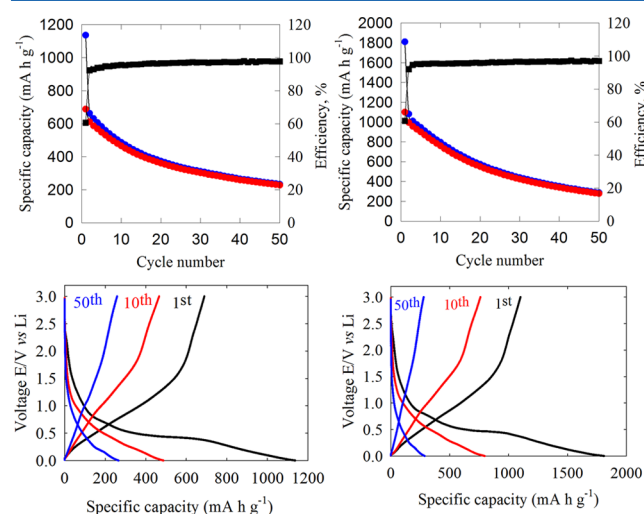 Specific capacity (mA h g⁻¹)
1200
1000
800
600
400
200
0
120
100
80
60
40
20
0
Efficiency, %
0 10 20 30 40 50
Cycle number
Specific capacity (mA h g⁻¹)
2000
1800
1600
1400
1200
1000
800
600
400
200
0
120
100
80
60
40
20
0
Efficiency, %
0 10 20 30 40 50
Cycle number
Voltage E/V vs Li
3.0
2.5
2.0
1.5
1.0
0.5
0.0
50th 10th 1st
0 200 400 600 800 1000 1200
Specific capacity (mA h g⁻¹)
Voltage E/V vs Li
3.0
2.5
2.0
1.5
1.0
0.5
0.0
50th 10th 1st
0 500 1000 1500 2000
Specific capacity (mA h g⁻¹)